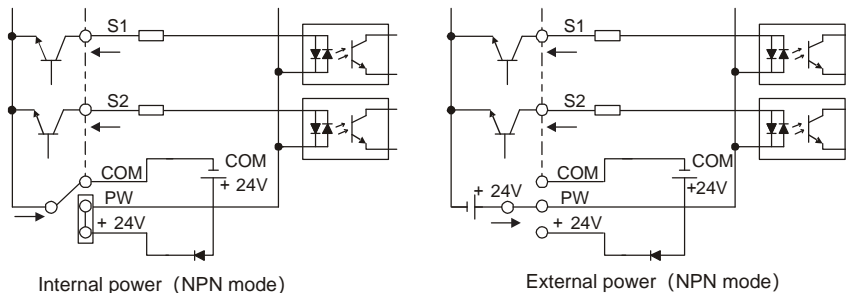 S1
S2
COM
COM
+ 24V
PW
+ 24V
Internal power（NPN mode）
S1
S2
COM
COM
+24V
+ 24V
PW
+ 24V
External power（NPN mode）